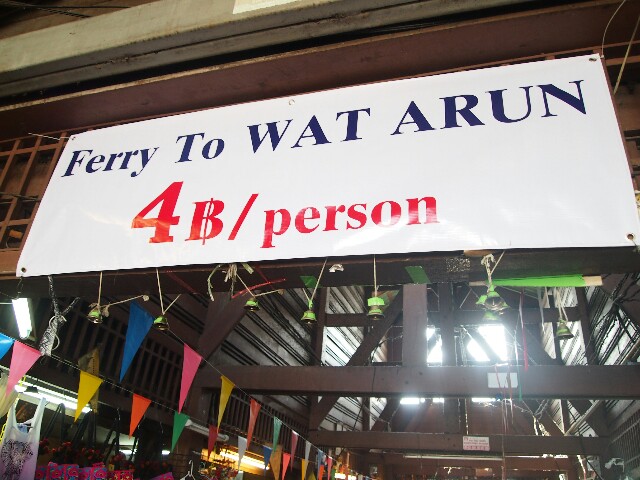 Ferry To WAT ARUN
4฿/person